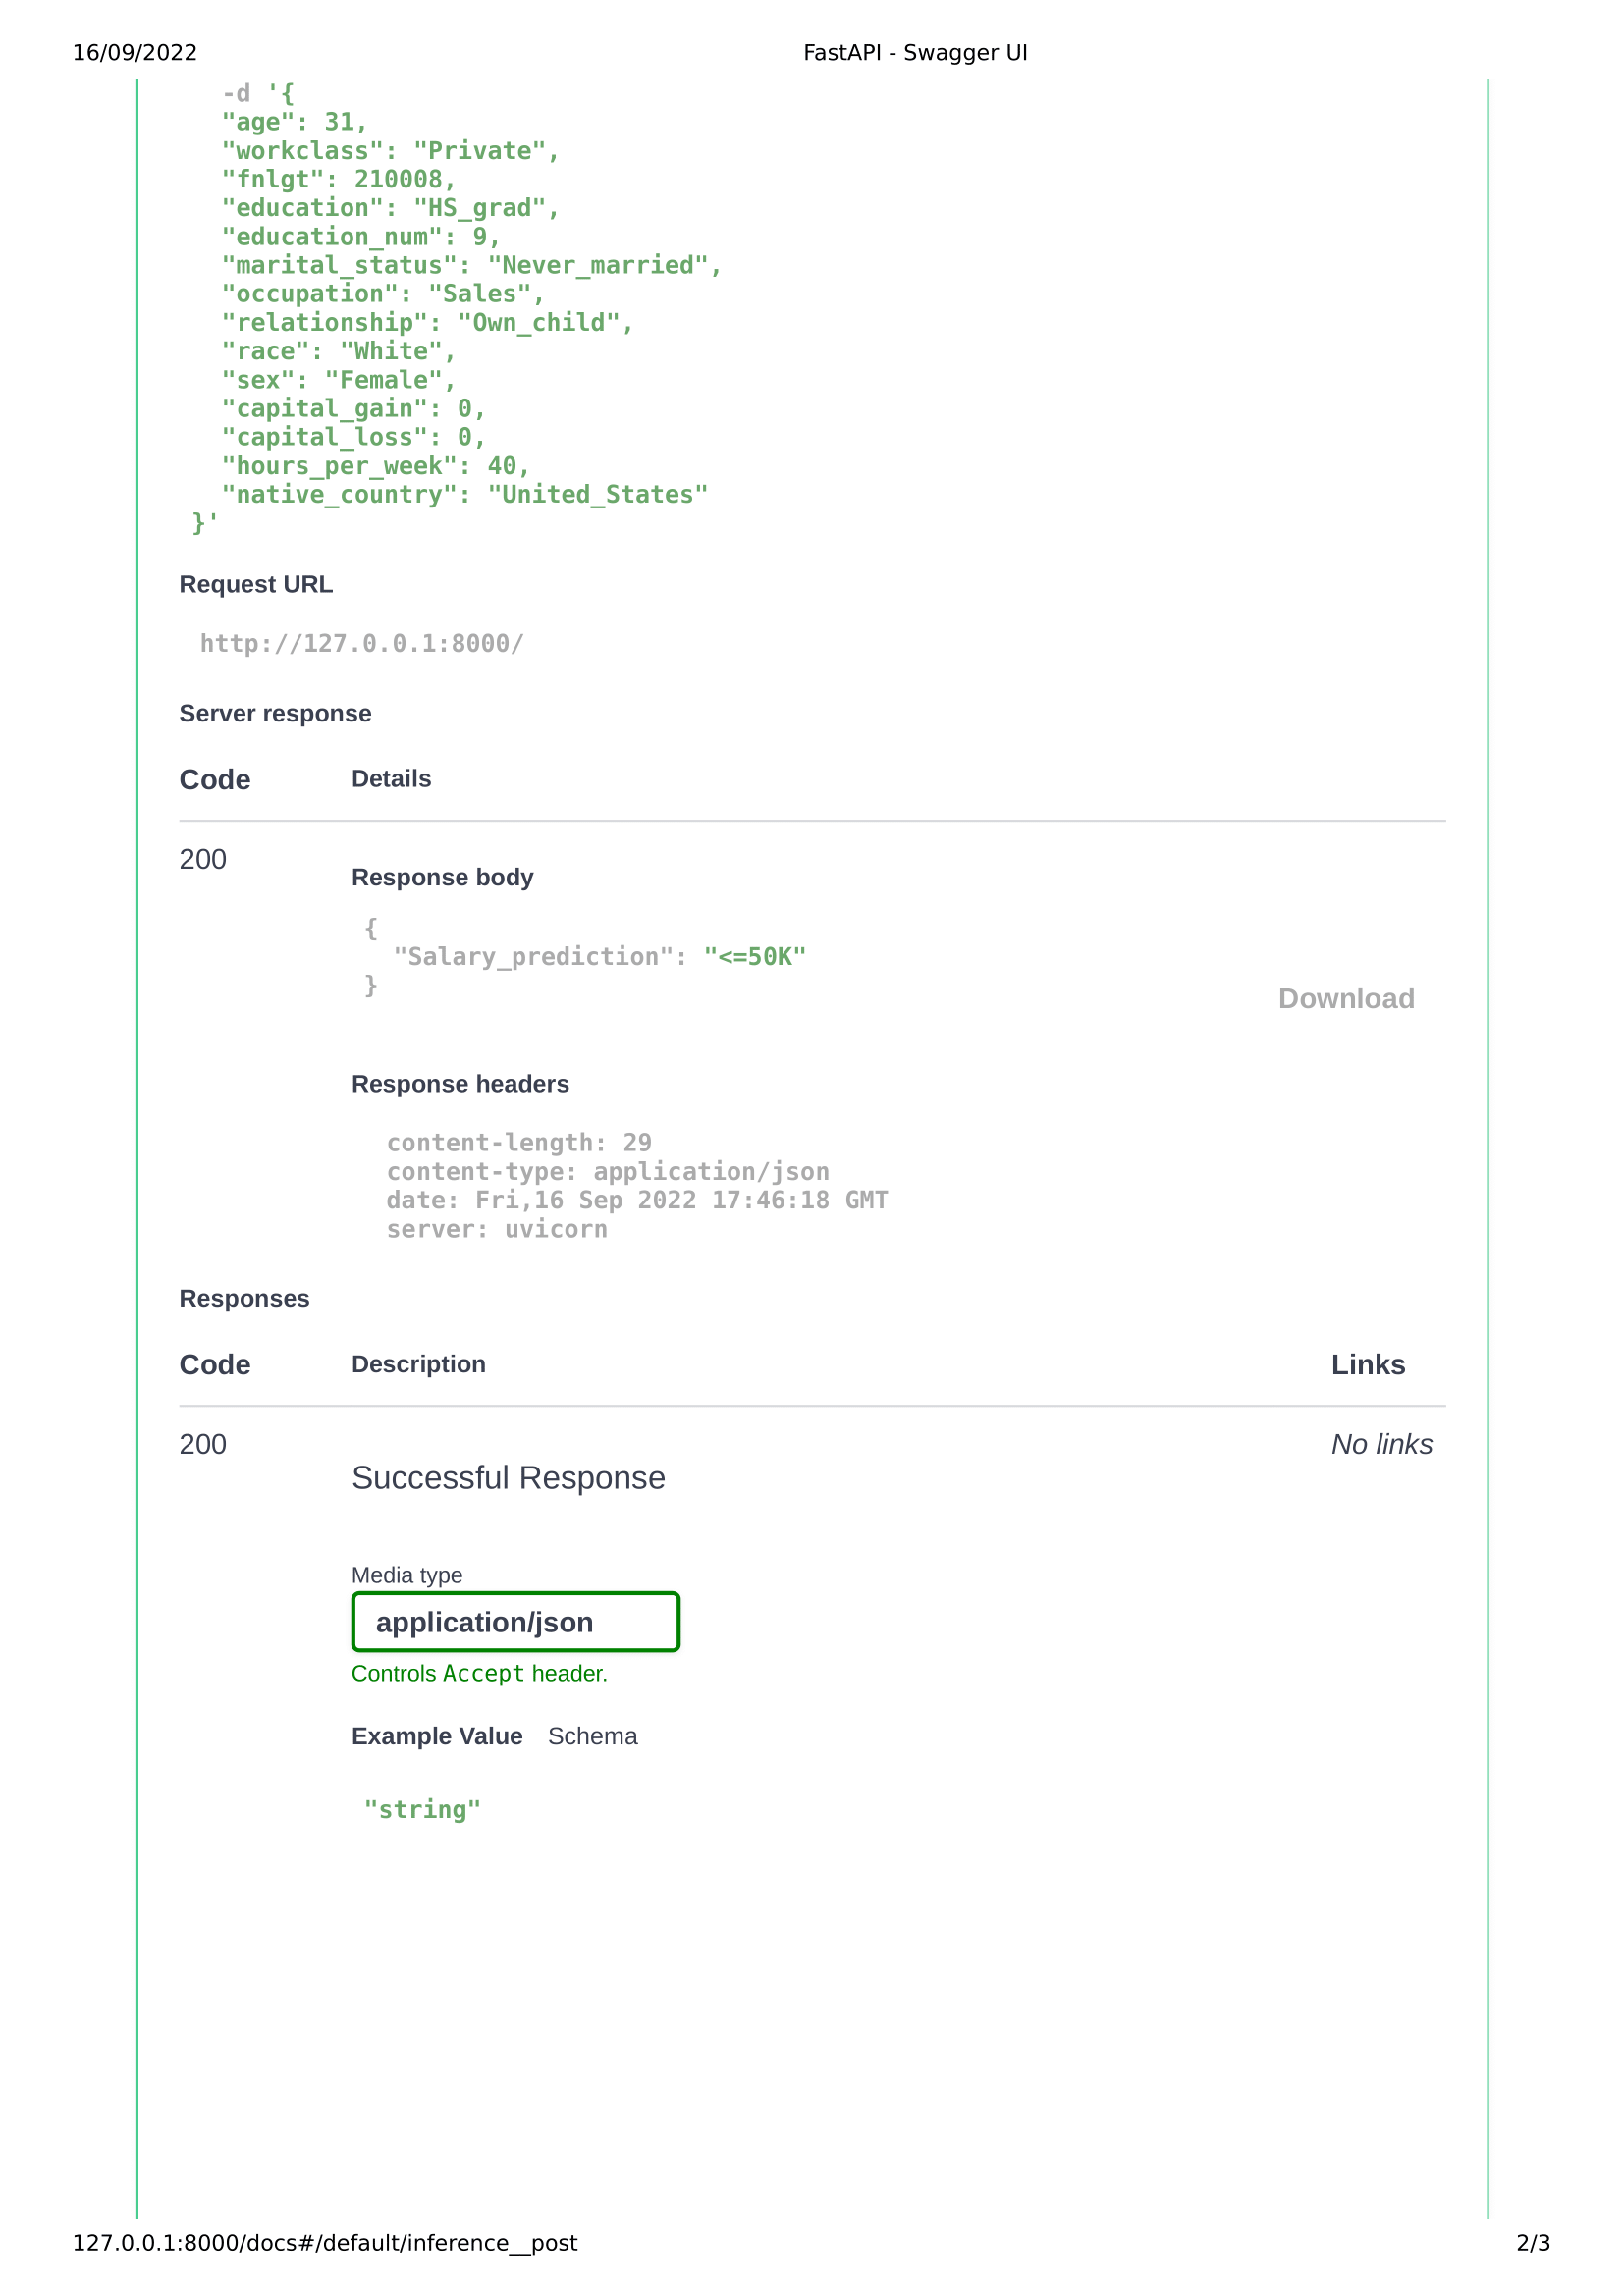 16/09/2022 FastAPI - Swagger UI
-d '{
"age": 31,
"workclass": "Private",
"fnlgt": 210008,
"education": "HS_grad",
"education_num": 9,
"marital_status": "Never_married",
"occupation": "Sales",
"relationship": "Own_child",
"race": "White",
"sex": "Female",
"capital_gain": 0,
"capital_loss": 0,
"hours_per_week": 40,
"native_country": "United_States"
}'
Request URL
http://127.0.0.1:8000/
Server response
Code Details
200
Response body
{
"Salary_prediction": "<=50K"
}
Download
Response headers
content-length: 29
content-type: application/json
date: Fri,16 Sep 2022 17:46:18 GMT
server: uvicorn
Responses
Code Description Links
200 No links
Successful Response
Media type
application/json
Controls Accept header.
Example Value Schema
"string"
127.0.0.1:8000/docs#/default/inference__post 2/3